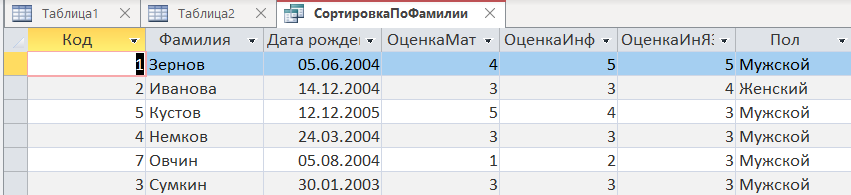 Таблица1 Таблица2 СортировкаПоФамилии
Код Фамилия Дата рожден ОценкаМат ОценкаИнф ОценкаИнЯз Пол
1 Зернов 05.06.2004 4 5 5 Мужской
2 Иванова 14.12.2004 3 3 4 Женский
5 Кустов 12.12.2005 5 4 3 Мужской
4 Немков 24.03.2004 3 3 3 Мужской
7 Овчин 05.08.2004 1 2 3 Мужской
3 Сумкин 30.01.2003 3 3 3 Мужской